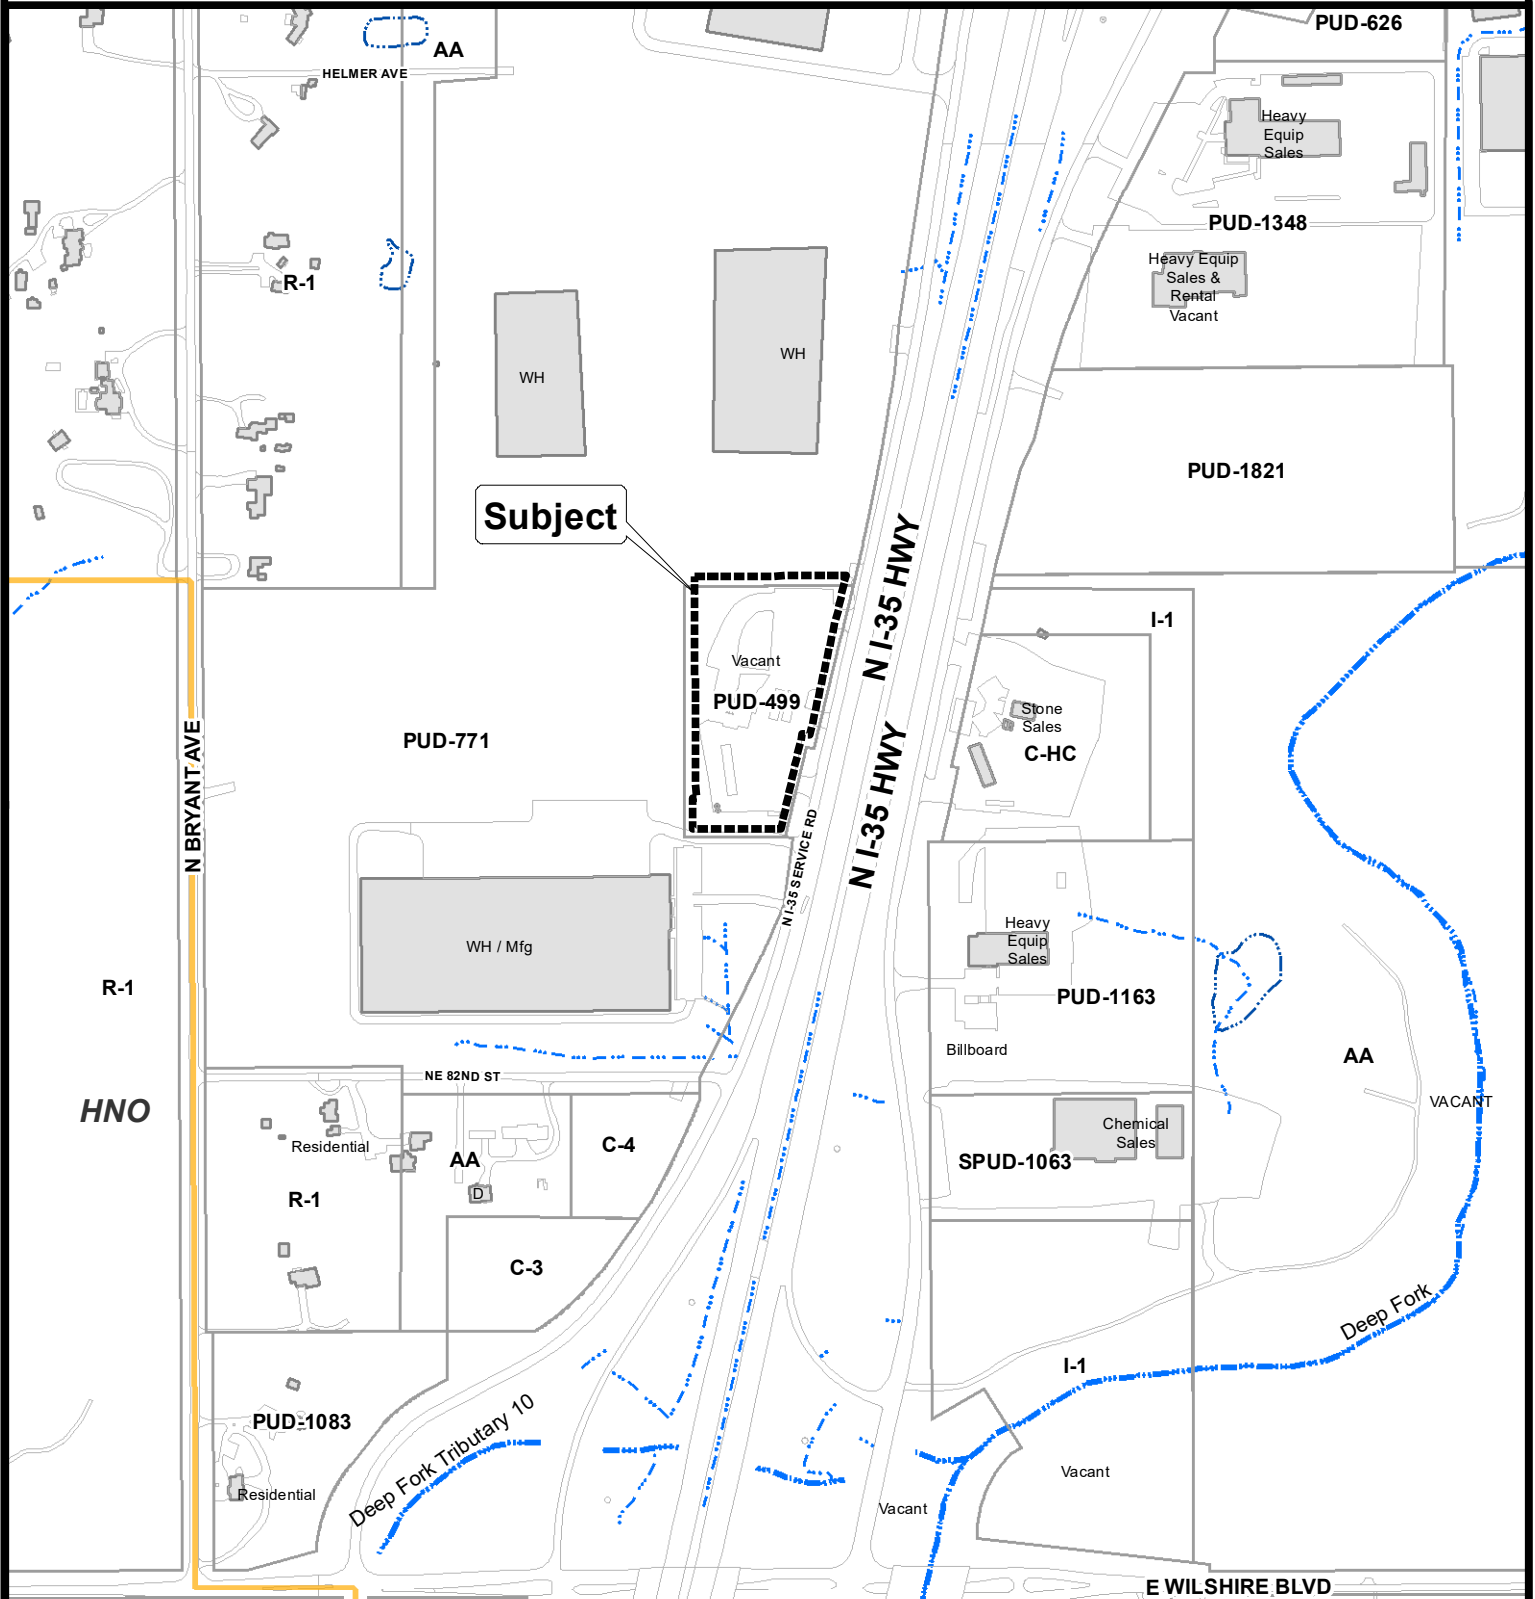 PUD-626
AA
HELMER AVE
Heavy
Equip
Sales
PUD-1348
Heavy Equip
Sales &
Rental
Vacant
R-1
WH
WH
PUD-1821
Subject
N I-35 HWY
I-1
Vacant
PUD-499
Stone
Sales
C-HC
PUD-771
N BRYANT AVE
N I-35 HWY
N I-35 SERVICE RD
WH / Mfg
Heavy
Equip
Sales
PUD-1163
R-1
Billboard
AA
NE 82ND ST
VACANT
HNO
Residential
AA
C-4
Chemical
Sales
SPUD-1063
D
R-1
C-3
Deep Fork
I-1
PUD-1083
Deep Fork Tributary 10
Vacant
Residential
Vacant
E WILSHIRE BLVD